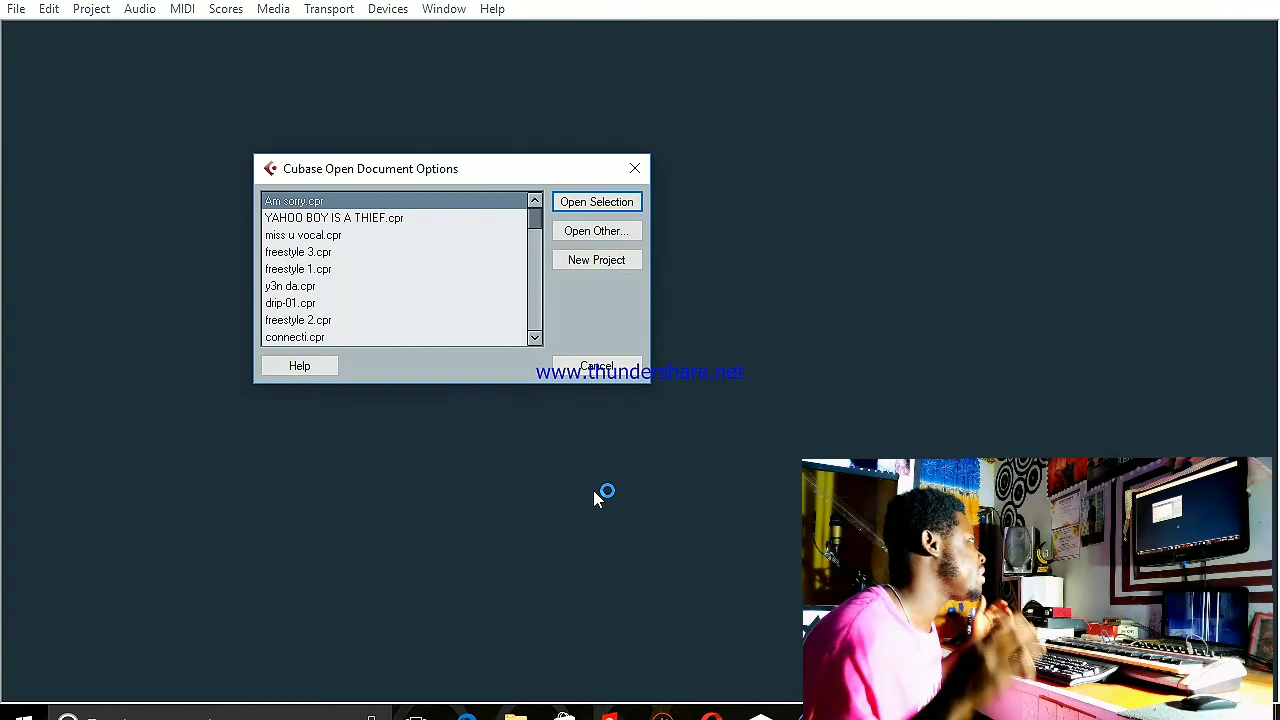 File Edit Project Audio MIDI Scores Media Transport Devices Window Help
Cubase Open Document Options
Am sorry.cpr
YAHOO BOY IS A THIEF.cpr
miss u vocal.cpr
freestyle 3.cpr
freestyle 1.cpr
y3n da.cpr
drip-01.cpr
freestyle 2.cpr
connecti.cpr
Open Selection
Open Other...
New Project
Help
Cancel
www.thundershare.net